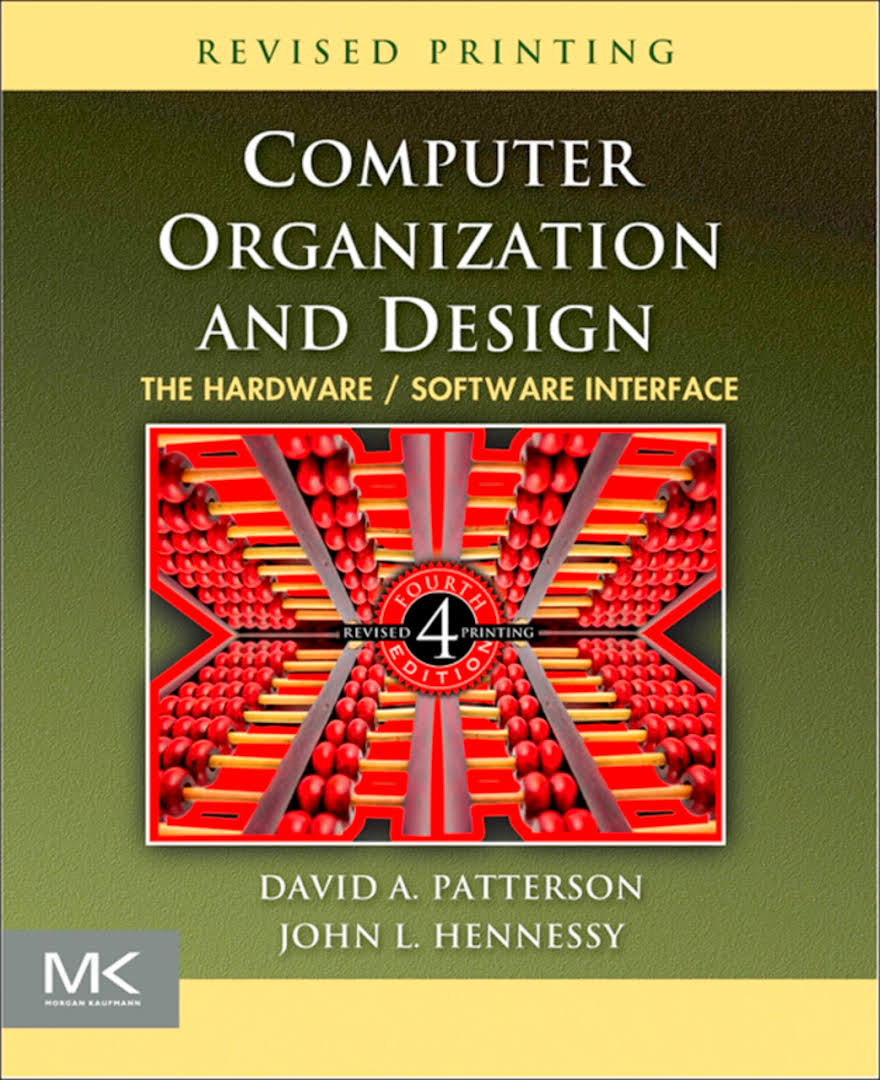 REVISED PRINTING
COMPUTER
ORGANIZATION
AND DESIGN
THE HARDWARE / SOFTWARE INTERFACE
FOURTH
REVISED 4 PRINTING
EDITION
DAVID A. PATTERSON
JOHN L. HENNESSY
MK
MORGAN KAUFMANN